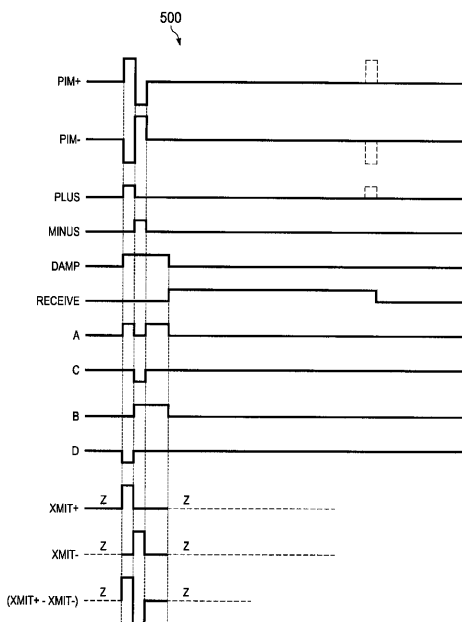 500
PIM+
PIM-
PLUS
MINUS
DAMP
RECEIVE
A
C
B
D
XMIT+ Z Z
XMIT- Z Z
(XMIT+ - XMIT-) Z Z